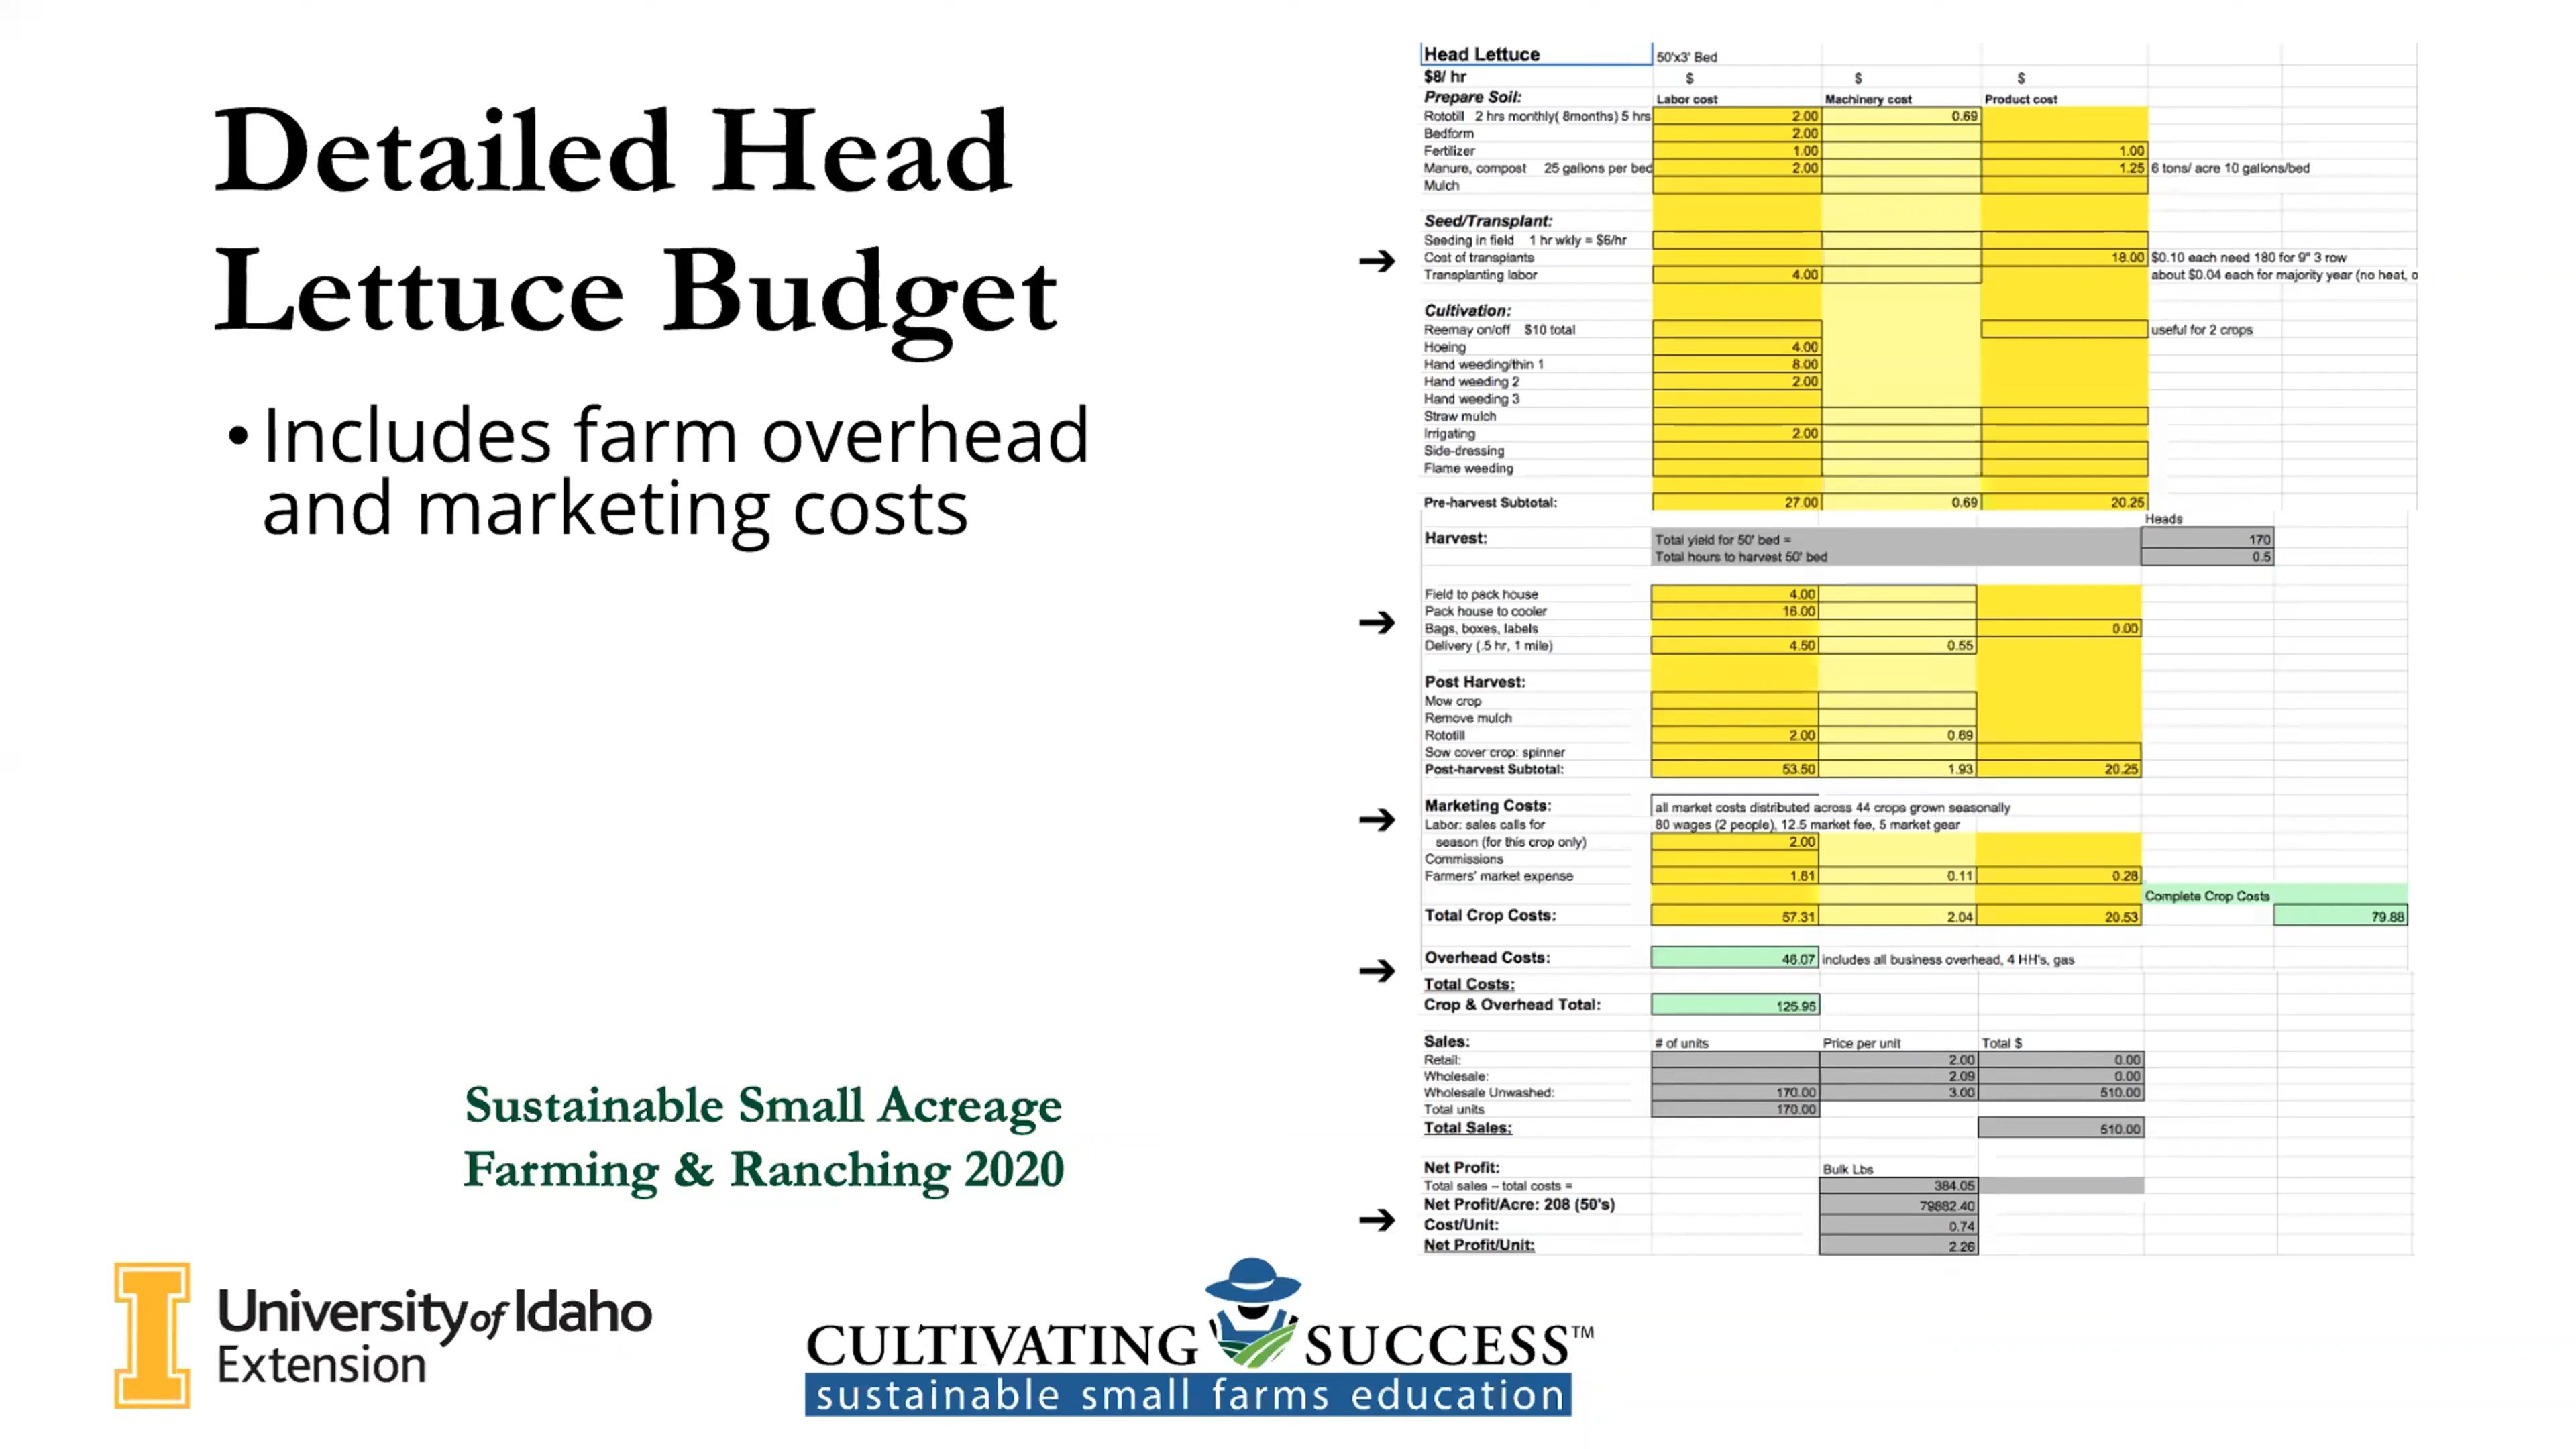 Detailed Head
Lettuce Budget
•Includes farm overhead
and marketing costs
Sustainable Small Acreage
Farming & Ranching 2020
University of Idaho
Extension
CULTIVATING SUCCESS™
sustainable small farms education
Head Lettuce 50'x3' Bed
$8/ hr $ $ $
Prepare Soil: Labor cost Machinery cost Product cost
Rototill 2 hrs monthly( 8months) 5 hrs 2.00 0.69
Bedform 2.00
Fertilizer 1.00 1.00
Manure, compost 25 gallons per bed 2.00 1.25 6 tons/ acre 10 gallons/bed
Mulch
Seed/Transplant:
Seeding in field 1 hr wkly = $6/hr
Cost of transplants 18.00 $0.10 each need 180 for 9" 3 row
Transplanting labor 4.00 about $0.04 each for majority year (no heat, o
Cultivation:
Reemay on/off $10 total useful for 2 crops
Hoeing 4.00
Hand weeding/thin 1 8.00
Hand weeding 2 2.00
Hand weeding 3
Straw mulch
Irrigating 2.00
Side-dressing
Flame weeding
Pre-harvest Subtotal: 27.00 0.69 20.25
Heads
Harvest: Total yield for 50' bed = 170
Total hours to harvest 50' bed 0.5
Field to pack house 4.00
Pack house to cooler 16.00
Bags, boxes, labels 0.00
Delivery (.5 hr, 1 mile) 4.50 0.55
Post Harvest:
Mow crop
Remove mulch
Rototill 2.00 0.69
Sow cover crop: spinner
Post-harvest Subtotal: 53.50 1.93 20.25
Marketing Costs: all market costs distributed across 44 crops grown seasonally
Labor: sales calls for 80 wages (2 people), 12.5 market fee, 5 market gear
season (for this crop only) 2.00
Commissions
Farmers' market expense 1.81 0.11 0.28
Complete Crop Costs
Total Crop Costs: 57.31 2.04 20.53 79.88
Overhead Costs: 46.07 includes all business overhead, 4 HH's, gas
Total Costs:
Crop & Overhead Total: 125.95
Sales: # of units Price per unit Total $
Retail: 2.00 0.00
Wholesale: 2.09 0.00
Wholesale Unwashed: 170.00 3.00 510.00
Total units 170.00
Total Sales: 510.00
Net Profit: Bulk Lbs
Total sales – total costs = 384.05
Net Profit/Acre: 208 (50's) 79882.40
Cost/Unit: 0.74
Net Profit/Unit: 2.26